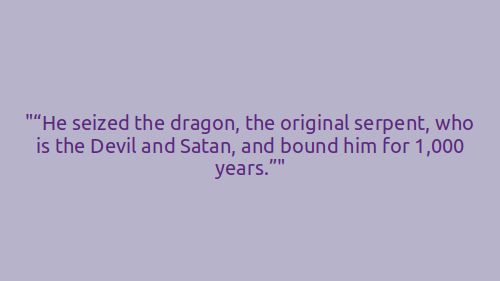 "“He seized the dragon, the original serpent, who
is the Devil and Satan, and bound him for 1,000
years.”"